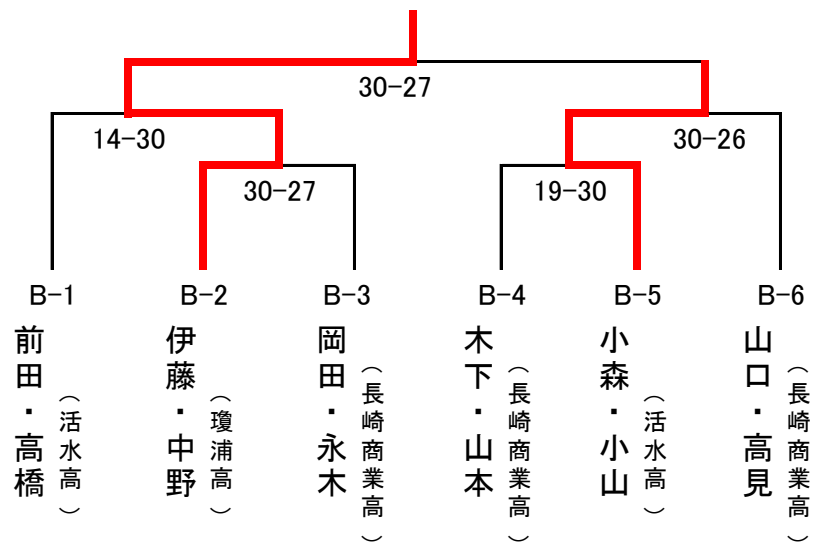 30-27
14-30
30-26
30-27
19-30
B-1
B-2
B-3
B-4
B-5
B-6
前田・高橋
（活水高）
伊藤・中野
（瓊浦高）
岡田・永木
（長崎商業高）
木下・山本
（長崎商業高）
小森・小山
（活水高）
山口・高見
（長崎商業高）